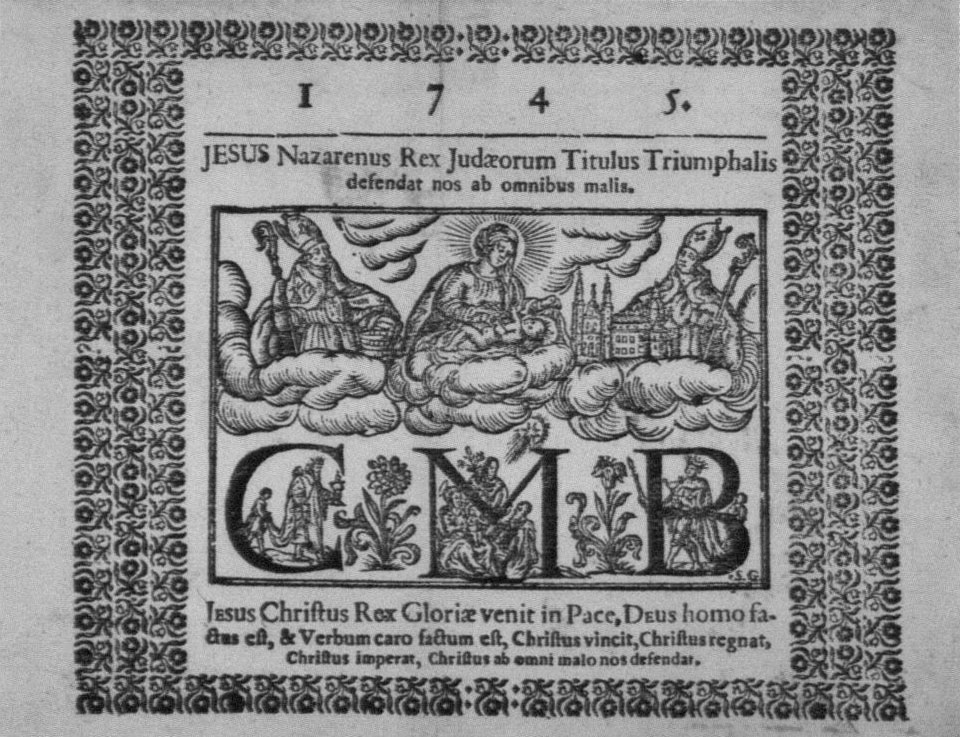 1 7 4 5.
JESUS Nazarenus Rex Judæorum Titulus Triumphalis
defendat nos ab omnibus malis.
C M B
S. G.
JESUS Chriſtus Rex Gloriæ venit in Pace, DEUS homo fa-
ctus eſt, & Verbum caro factum eſt, Chriſtus vincit, Chriſtus regnat,
Chriſtus imperat, Chriſtus ab omni malo nos defendat.